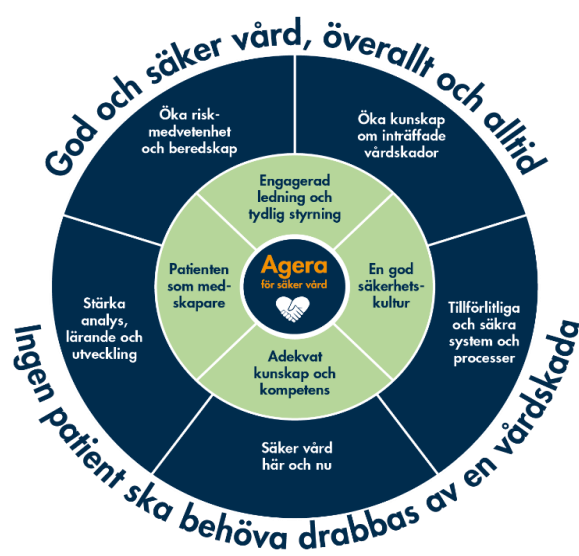 God och säker vård, överallt och alltid
Öka risk-
medvetenhet
och beredskap
Öka kunskap
om inträffade
vårdskador
Engagerad
ledning och
tydlig styrning
Patienten
som med-
skapare
Agera
för säker vård
En god
säkerhets-
kultur
Stärka
analys,
lärande och
utveckling
Tillförlitliga
och säkra
system och
processer
Adekvat
kunskap och
kompetens
Säker vård
här och nu
Ingen patient ska behöva drabbas av en vårdskada